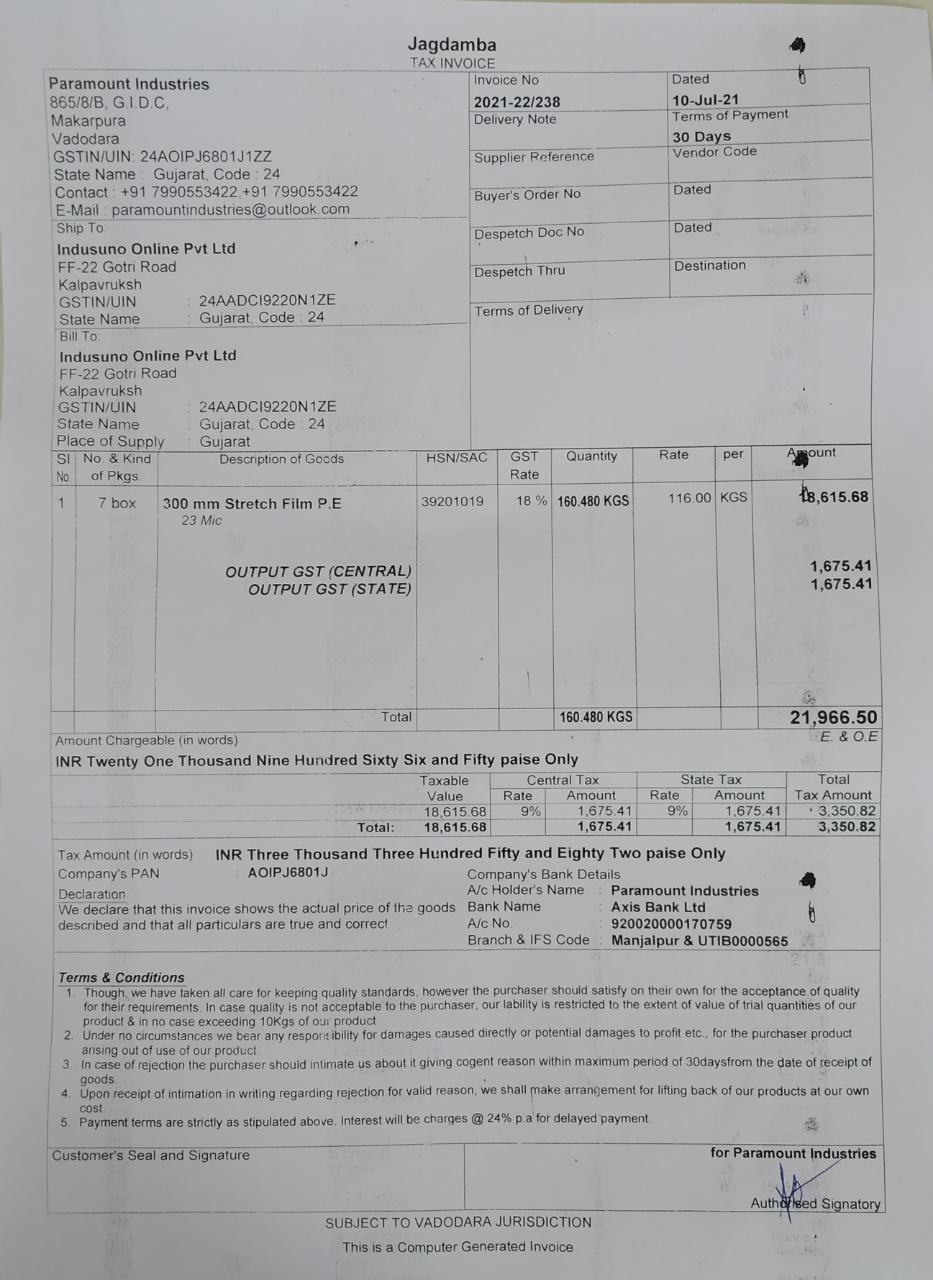 Jagdamba
TAX INVOICE
Paramount Industries
865/8/B, G.I.D.C,
Makarpura
Vadodara
GSTIN/UIN: 24AOIPJ6801J1ZZ
State Name : Gujarat, Code : 24
Contact : +91 7990553422,+91 7990553422
E-Mail : paramountindustries@outlook.com
Invoice No
2021-22/238
Dated
10-Jul-21
Delivery Note
Terms of Payment
30 Days
Supplier Reference
Vendor Code
Buyer's Order No
Dated
Despetch Doc No
Dated
Despetch Thru
Destination
Terms of Delivery
Ship To:
Indusuno Online Pvt Ltd
FF-22 Gotri Road
Kalpavruksh
GSTIN/UIN : 24AADCI9220N1ZE
State Name : Gujarat, Code : 24
Bill To:
Indusuno Online Pvt Ltd
FF-22 Gotri Road
Kalpavruksh
GSTIN/UIN : 24AADCI9220N1ZE
State Name : Gujarat, Code : 24
Place of Supply : Gujarat
Sl No. & Kind Description of Goods HSN/SAC GST Quantity Rate per Amount
No. of Pkgs. Rate
1 7 box 300 mm Stretch Film P.E 39201019 18 % 160.480 KGS 116.00 KGS 18,615.68
23 Mic
OUTPUT GST (CENTRAL) 1,675.41
OUTPUT GST (STATE) 1,675.41
Total 160.480 KGS 21,966.50
Amount Chargeable (in words) E. & O.E
INR Twenty One Thousand Nine Hundred Sixty Six and Fifty paise Only
Taxable Central Tax State Tax Total
Value Rate Amount Rate Amount Tax Amount
18,615.68 9% 1,675.41 9% 1,675.41 3,350.82
Total: 18,615.68 1,675.41 1,675.41 3,350.82
Tax Amount (in words) : INR Three Thousand Three Hundred Fifty and Eighty Two paise Only
Company's PAN : AOIPJ6801J
Declaration
We declare that this invoice shows the actual price of the goods
described and that all particulars are true and correct
Company's Bank Details
A/c Holder's Name : Paramount Industries
Bank Name : Axis Bank Ltd
A/c No. : 920020000170759
Branch & IFS Code : Manjalpur & UTIB0000565
Terms & Conditions
1. Though, we have taken all care for keeping quality standards, however the purchaser should satisfy on their own for the acceptance of quality
for their requirements. In case quality is not acceptable to the purchaser, our lability is restricted to the extent of value of trial quantities of our
product & in no case exceeding 10Kgs of our product.
2. Under no circumstances we bear any responsibility for damages caused directly or potential damages to profit etc., for the purchaser product
arising out of use of our product.
3. In case of rejection the purchaser should intimate us about it giving cogent reason within maximum period of 30daysfrom the date of receipt of
goods.
4. Upon receipt of intimation in writing regarding rejection for valid reason, we shall make arrangement for lifting back of our products at our own
cost.
5. Payment terms are strictly as stipulated above. Interest will be charges @ 24% p.a for delayed payment.
Customer's Seal and Signature
for Paramount Industries
Authorised Signatory
SUBJECT TO VADODARA JURISDICTION
This is a Computer Generated Invoice